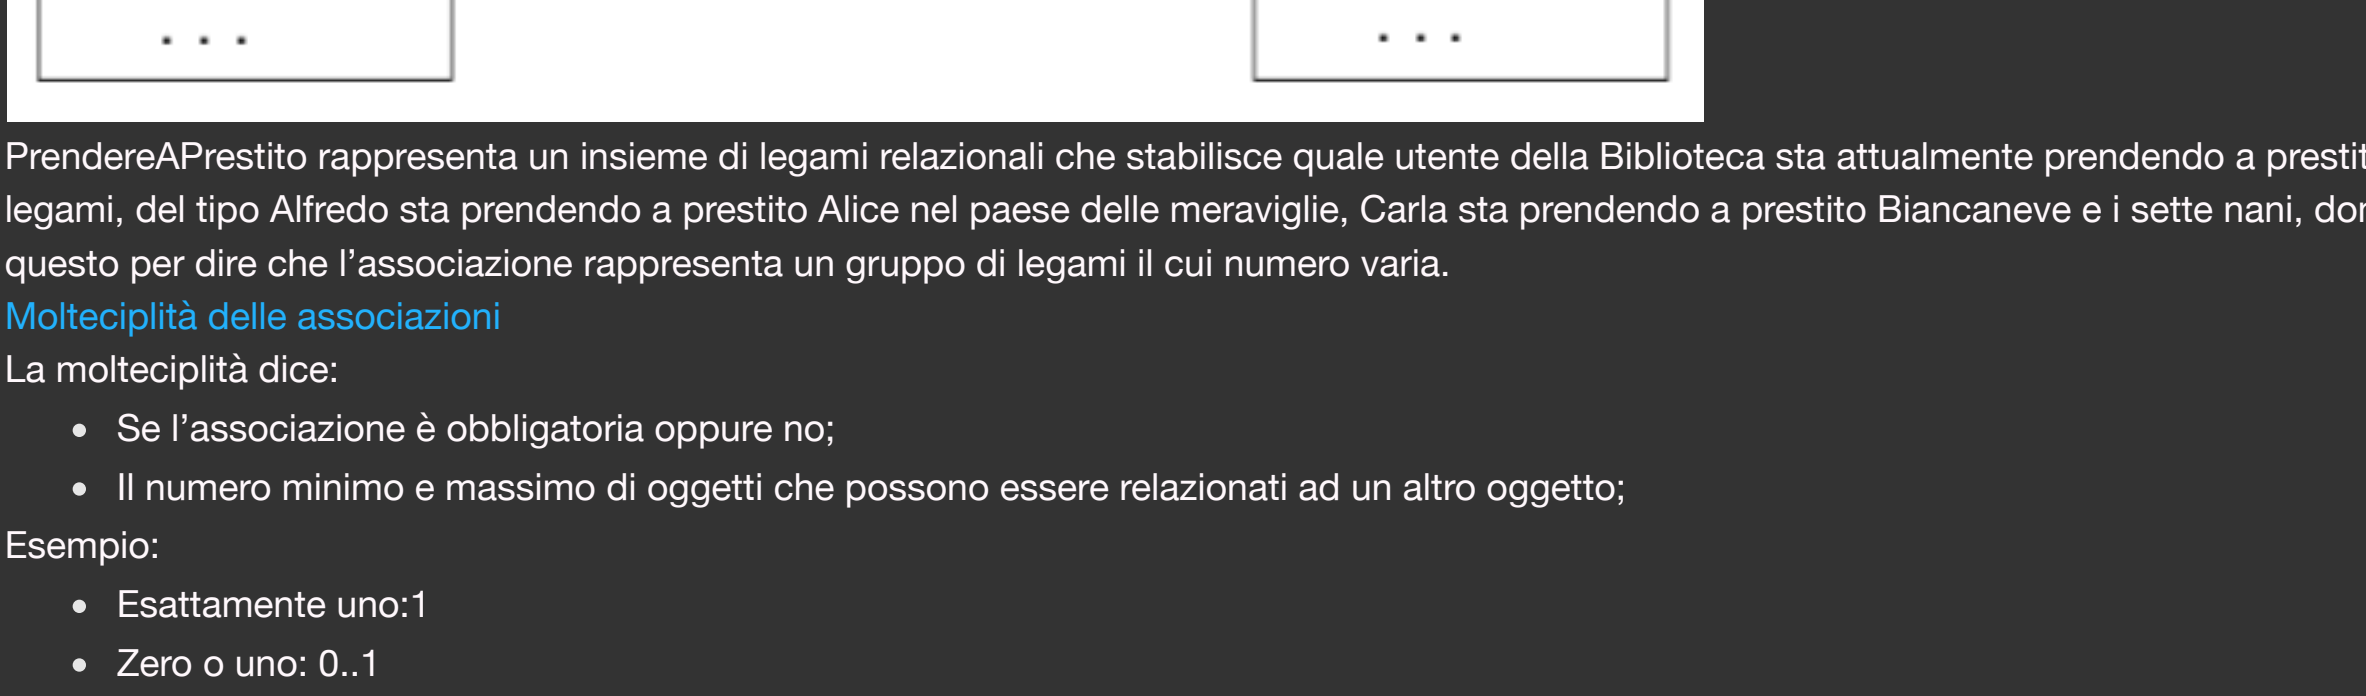 . . .
. . .
PrendereAPrestito rappresenta un insieme di legami relazionali che stabilisce quale utente della Biblioteca sta attualmente prendendo a prestit
legami, del tipo Alfredo sta prendendo a prestito Alice nel paese delle meraviglie, Carla sta prendendo a prestito Biancaneve e i sette nani,
questo per dire che l’associazione rappresenta un gruppo di legami il cui numero varia.
Molteciplità delle associazioni
La molteciplità dice:
• Se l’associazione è obbligatoria oppure no;
• Il numero minimo e massimo di oggetti che possono essere relazionati ad un altro oggetto;
Esempio:
• Esattamente uno:1
• Zero o uno: 0..1